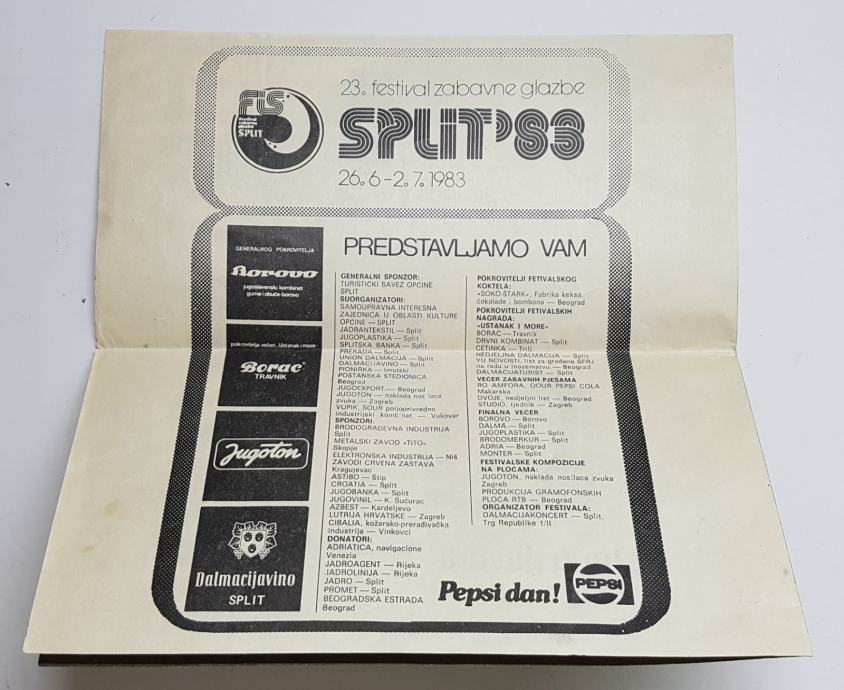 FIS
festival
zabavne
glazbe
SPLIT
23. festival zabavne glazbe
SPLIT'83
26.6-2.7.1983
GENERALNOG POKROVITELJA
Borovo
jugoslavenski kombinat
gume i obuće-borovo
pokrovitelja večeri „Ustanak i more"
Borac
TRAVNIK
Jugoton
Dalmacijavino
SPLIT
PREDSTAVLJAMO VAM
GENERALNI SPONZOR:
TURISTIČKI SAVEZ OPĆINE
SPLIT
SUORGANIZATORI:
SAMOUPRAVNA INTERESNA
ZAJEDNICA U OBLASTI KULTURE
OPĆINE — SPLIT
JADRANTEKSTIL — Split
JUGOPLASTIKA — Split
SPLITSKA BANKA — Split
PRERADA — Split
UNION DALMACIJA — Split
DALMACIJAVINO — Split
PIONIRKA — Imotski
POŠTANSKA ŠTEDIONICA
Beograd
JUGOEXPORT — Beograd
JUGOTON — naklada nosilaca
zvuka — Zagreb
VUPIK, SOUR poljoprivredno
industrijski kombinat — Vukovar
SPONZORI:
BRODOGRAĐEVNA INDUSTRIJA
Split
METALSKI ZAVOD «TITO»
Skopje
ELEKTRONSKA INDUSTRIJA — Niš
ZAVODI CRVENA ZASTAVA
Kragujevac
ASTIBO — Štip
CROATIA — Split
JUGOBANKA — Split
JUGOVINIL — K. Sućurac
AZBEST — Kardeljevo
LUTRIJA HRVATSKE — Zagreb
CIBALIA, kožarsko-prerađivačka
industrija — Vinkovci
DONATORI:
ADRIATICA, navigacione
Venezia
JADROAGENT — Rijeka
JADROLINIJA — Rijeka
JADRO — Split
PROMET — Split
BEOGRADSKA ESTRADA
Beograd
POKROVITELJI FETIVALSKOG
KOKTELA:
«SOKO-ŠTARK», Fabrika keksa,
čokolade i bombona — Beograd
POKROVITELJI FETIVALSKIH
NAGRADA:
»USTANAK I MORE»
BORAC — Travnik
DRVNI KOMBINAT — Split
CETINKA — Trilj
NEDJELJNA DALMACIJA — Split
YU NOVOSTI, list za građane SFRJ
na radu u inozemstvu — Beograd
DALMACIJATURIST — Split
VEČER ZABAVNIH PJESAMA
RO AMFORA, OOUR PEPSI COLA
Makarska
DVOJE, nedjeljni list — Beograd
STUDIO, tjednik — Zagreb
FINALNA VEČER
BOROVO — Borovo
DALMA — Split
JUGOPLASTIKA — Split
BRODOMERKUR — Split
ADRIA — Beograd
MONTER — Split
FESTIVALSKE KOMPOZICIJE
NA PLOČAMA:
JUGOTON, naklada nosilaca zvuka
Zagreb
PRODUKCIJA GRAMOFONSKIH
PLOČA RTB — Beograd
ORGANIZATOR FESTIVALA:
DALMACIJAKONCERT — Split,
Trg Republike 1/II
Pepsi dan!
PEPSI